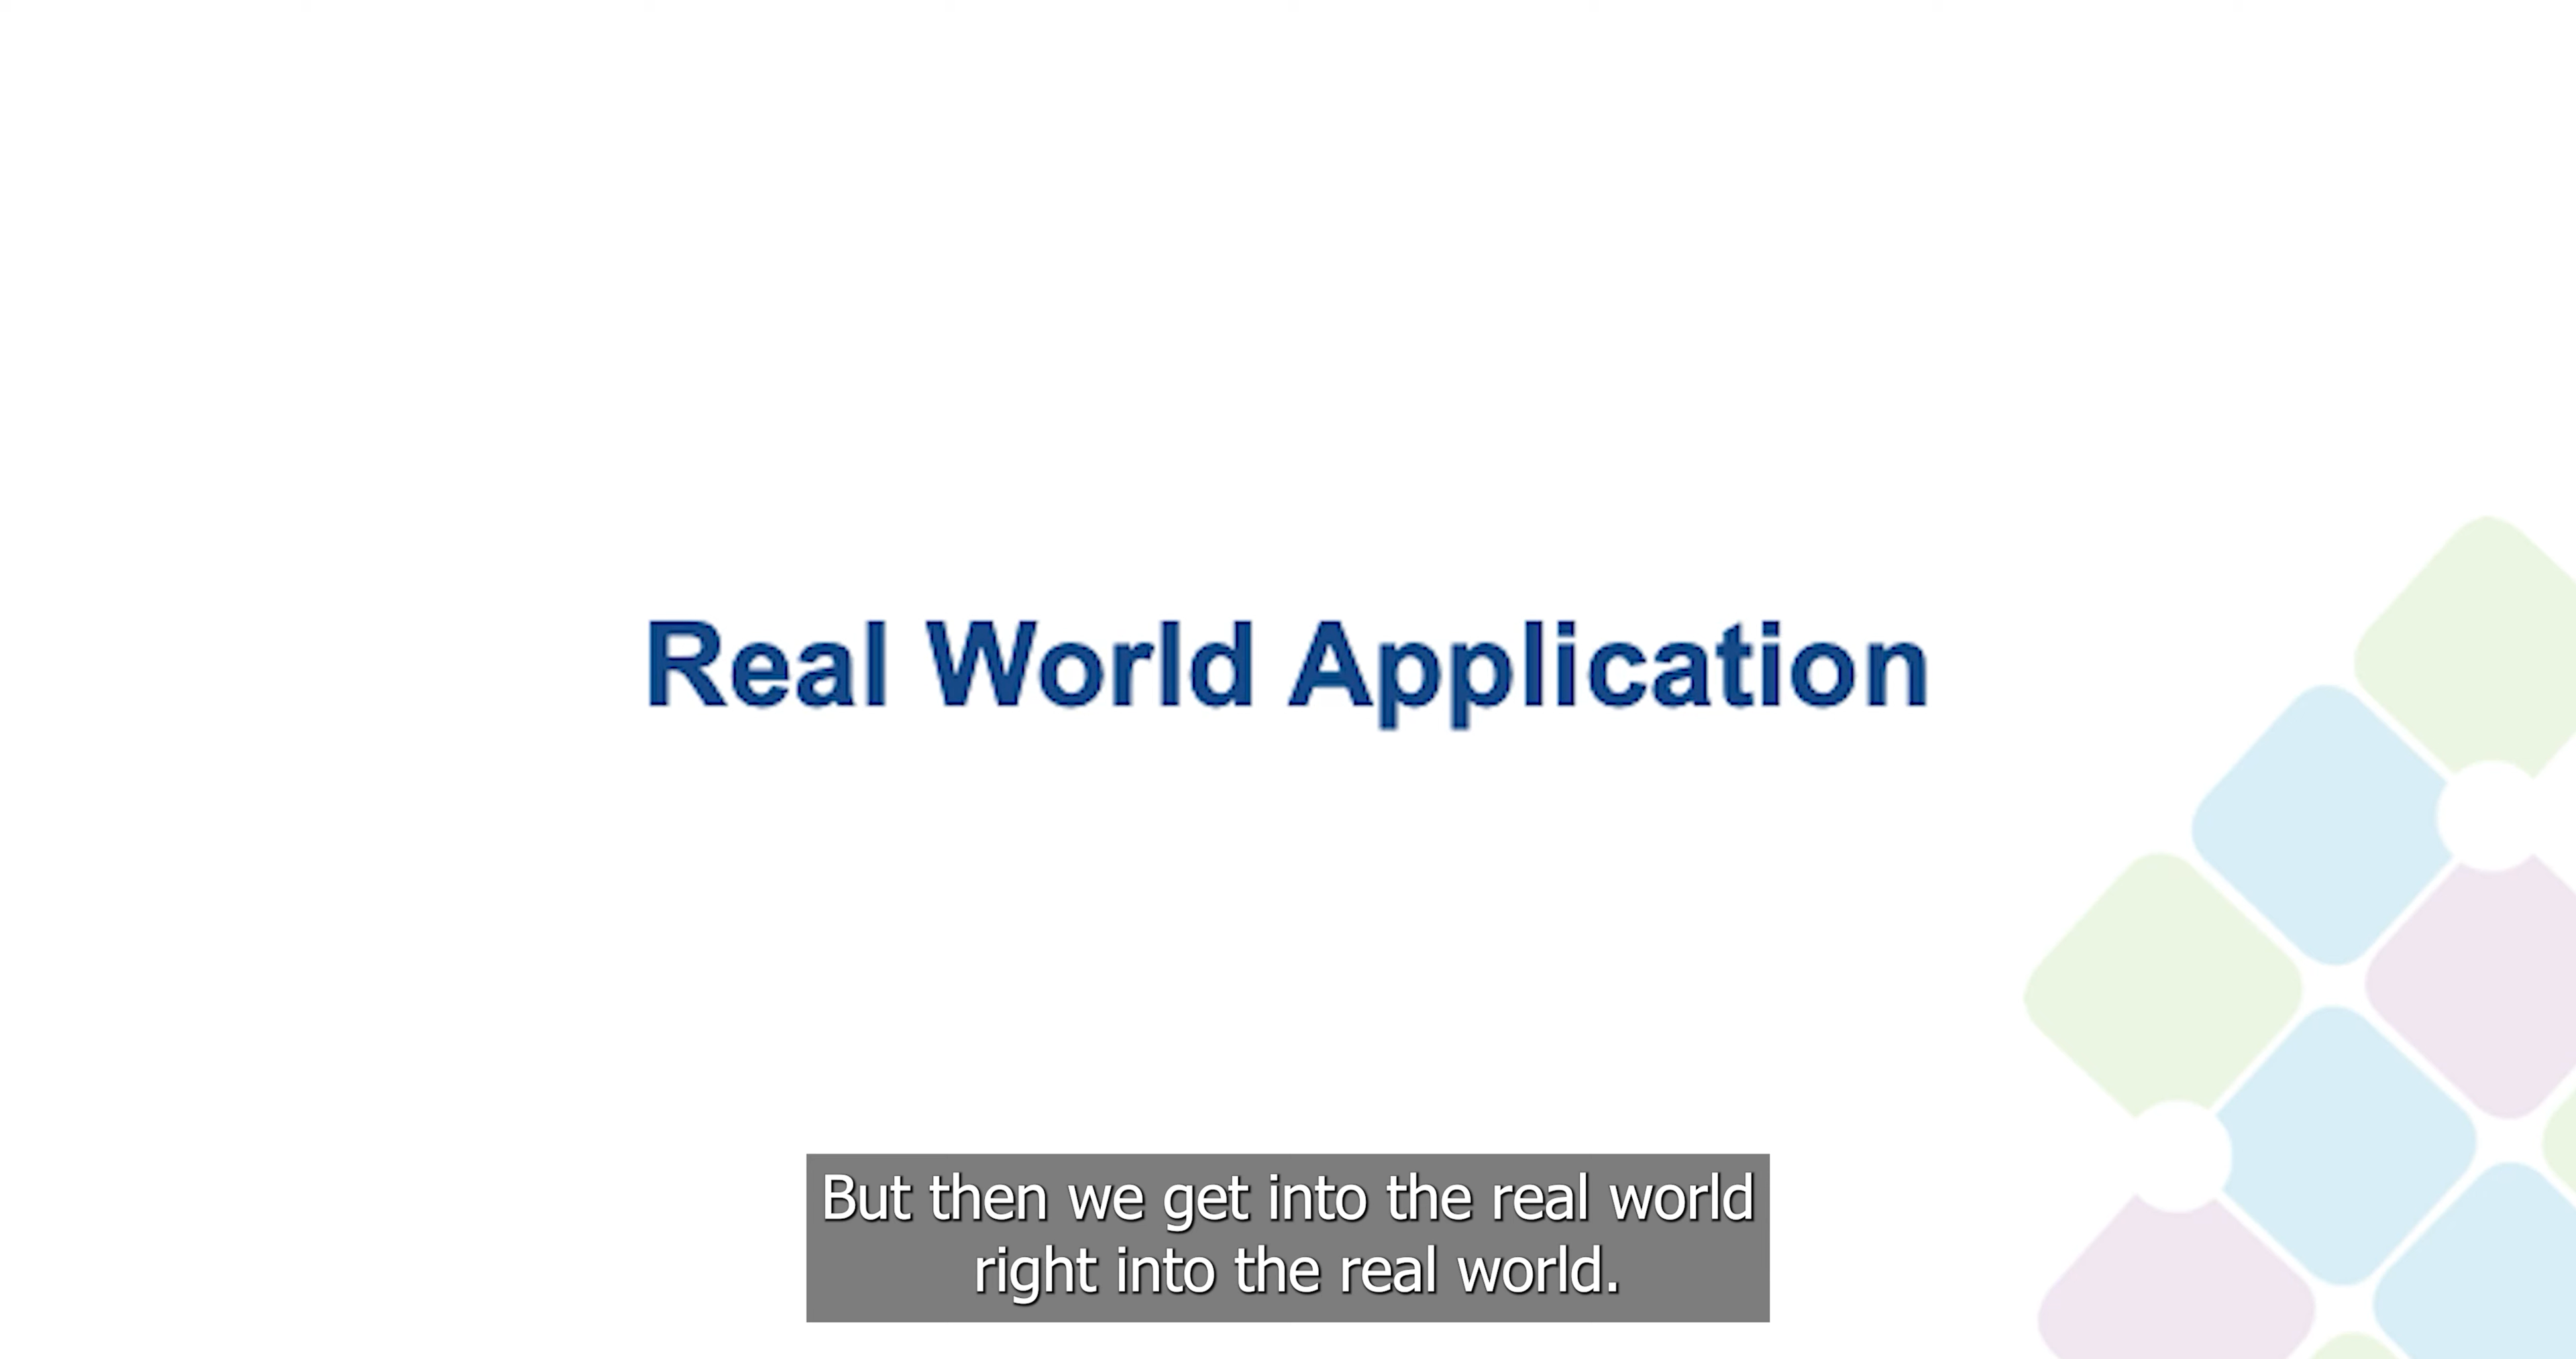 Real World Application
But then we get into the real world
right into the real world.